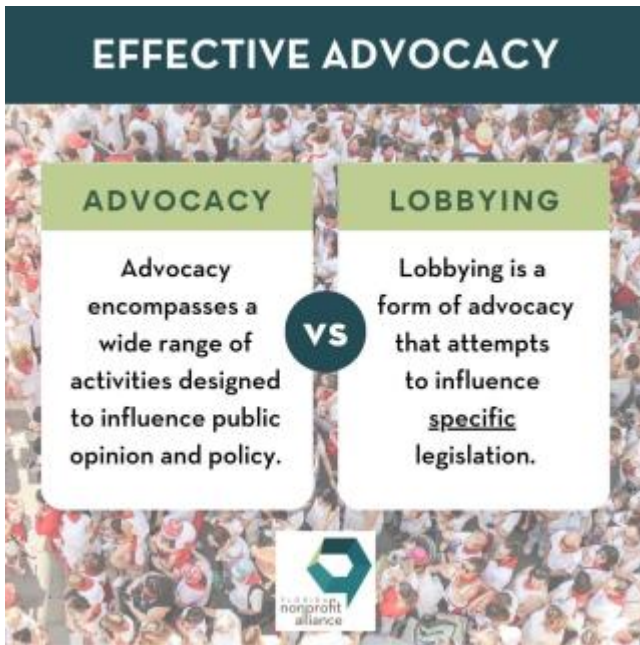 EFFECTIVE ADVOCACY
ADVOCACY
Advocacy
encompasses a
wide range of
activities designed
to influence public
opinion and policy.
vs
LOBBYING
Lobbying is a
form of advocacy
that attempts
to influence
specific
legislation.
FLORIDA
nonprofit
alliance